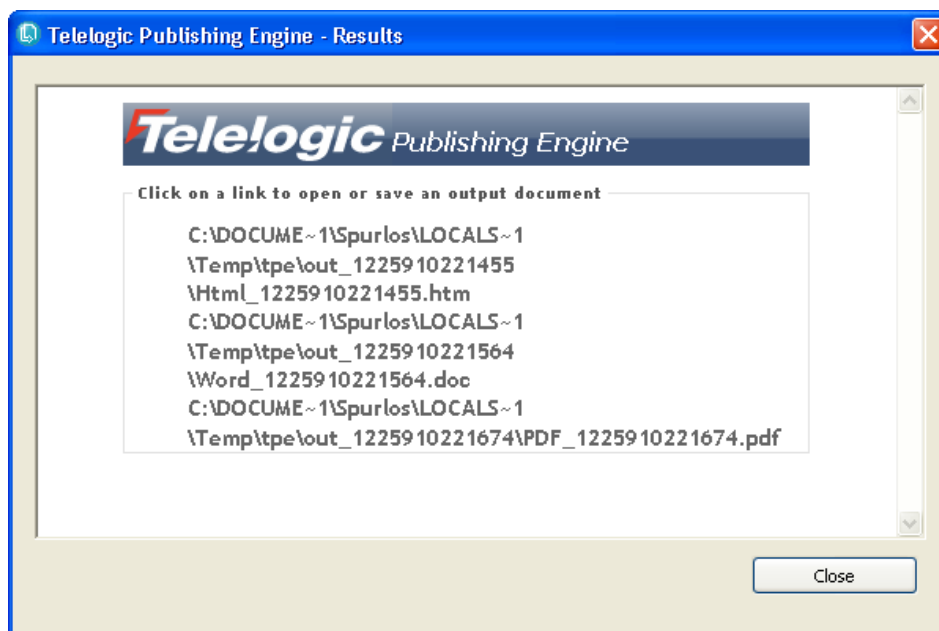 Telelogic Publishing Engine - Results
Telelogic Publishing Engine
Click on a link to open or save an output document
C:\DOCUME~1\Spurlos\LOCALS~1
\Temp\tpe\out_1225910221455
\Html_1225910221455.htm
C:\DOCUME~1\Spurlos\LOCALS~1
\Temp\tpe\out_1225910221564
\Word_1225910221564.doc
C:\DOCUME~1\Spurlos\LOCALS~1
\Temp\tpe\out_1225910221674\PDF_1225910221674.pdf
Close